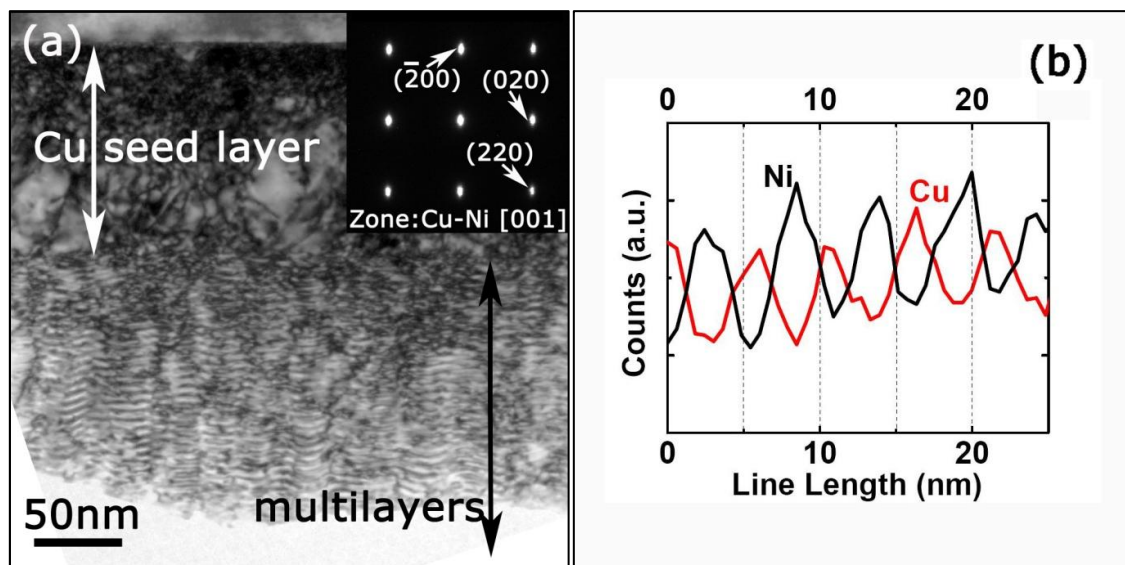 (a)
(2̄00)
(020)
(220)
Cu seed layer
Zone:Cu-Ni [001]
multilayers
50nm
(b)
0 10 20
Ni
Cu
Counts (a.u.)
0 10 20
Line Length (nm)